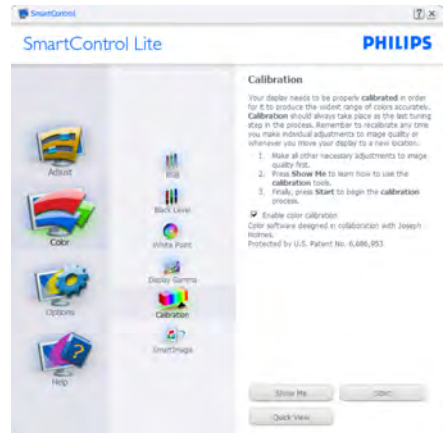 SmartControl
SmartControl Lite
PHILIPS
Adjust
Color
Options
Help
RGB
Black Level
White Point
Display Gamma
Calibration
SmartImage
Calibration
Your display needs to be properly calibrated in order
for it to produce the widest range of colors accurately.
Calibration should always take place as the last tuning
step in the process. Remember to recalibrate any time
you make individual adjustments to image quality or
whenever you move your display to a new location.
1. Make all other necessary adjustments to image
quality first.
2. Press Show Me to learn how to use the
calibration tools.
3. Finally, press Start to begin the calibration
process.
Enable color calibration
Color software designed in collaboration with Joseph
Holmes.
Protected by U.S. Patent No. 6,686,953
Show Me
Start
Quick View